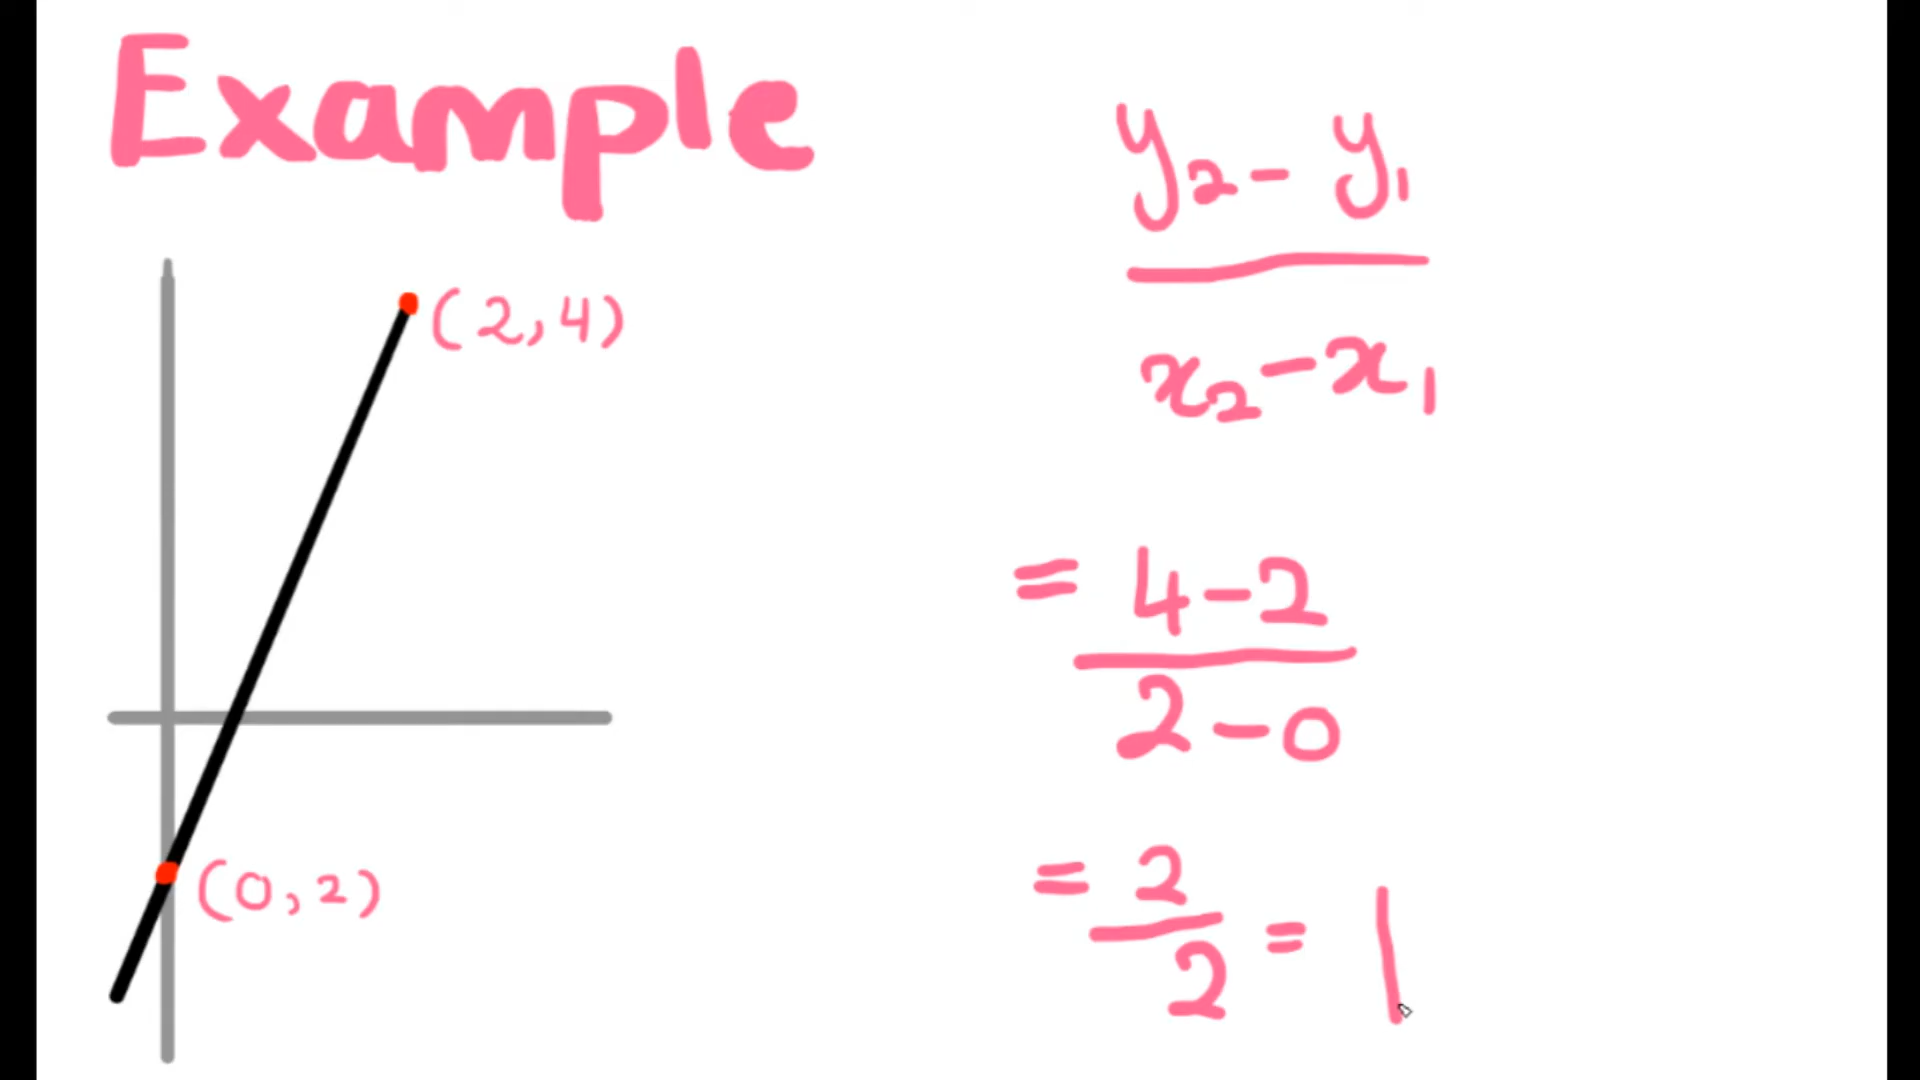 Example
(2,4)
(0,2)
y₂ - y₁
x₂ - x₁
= 4-2
2-0
= 2
2 = 1